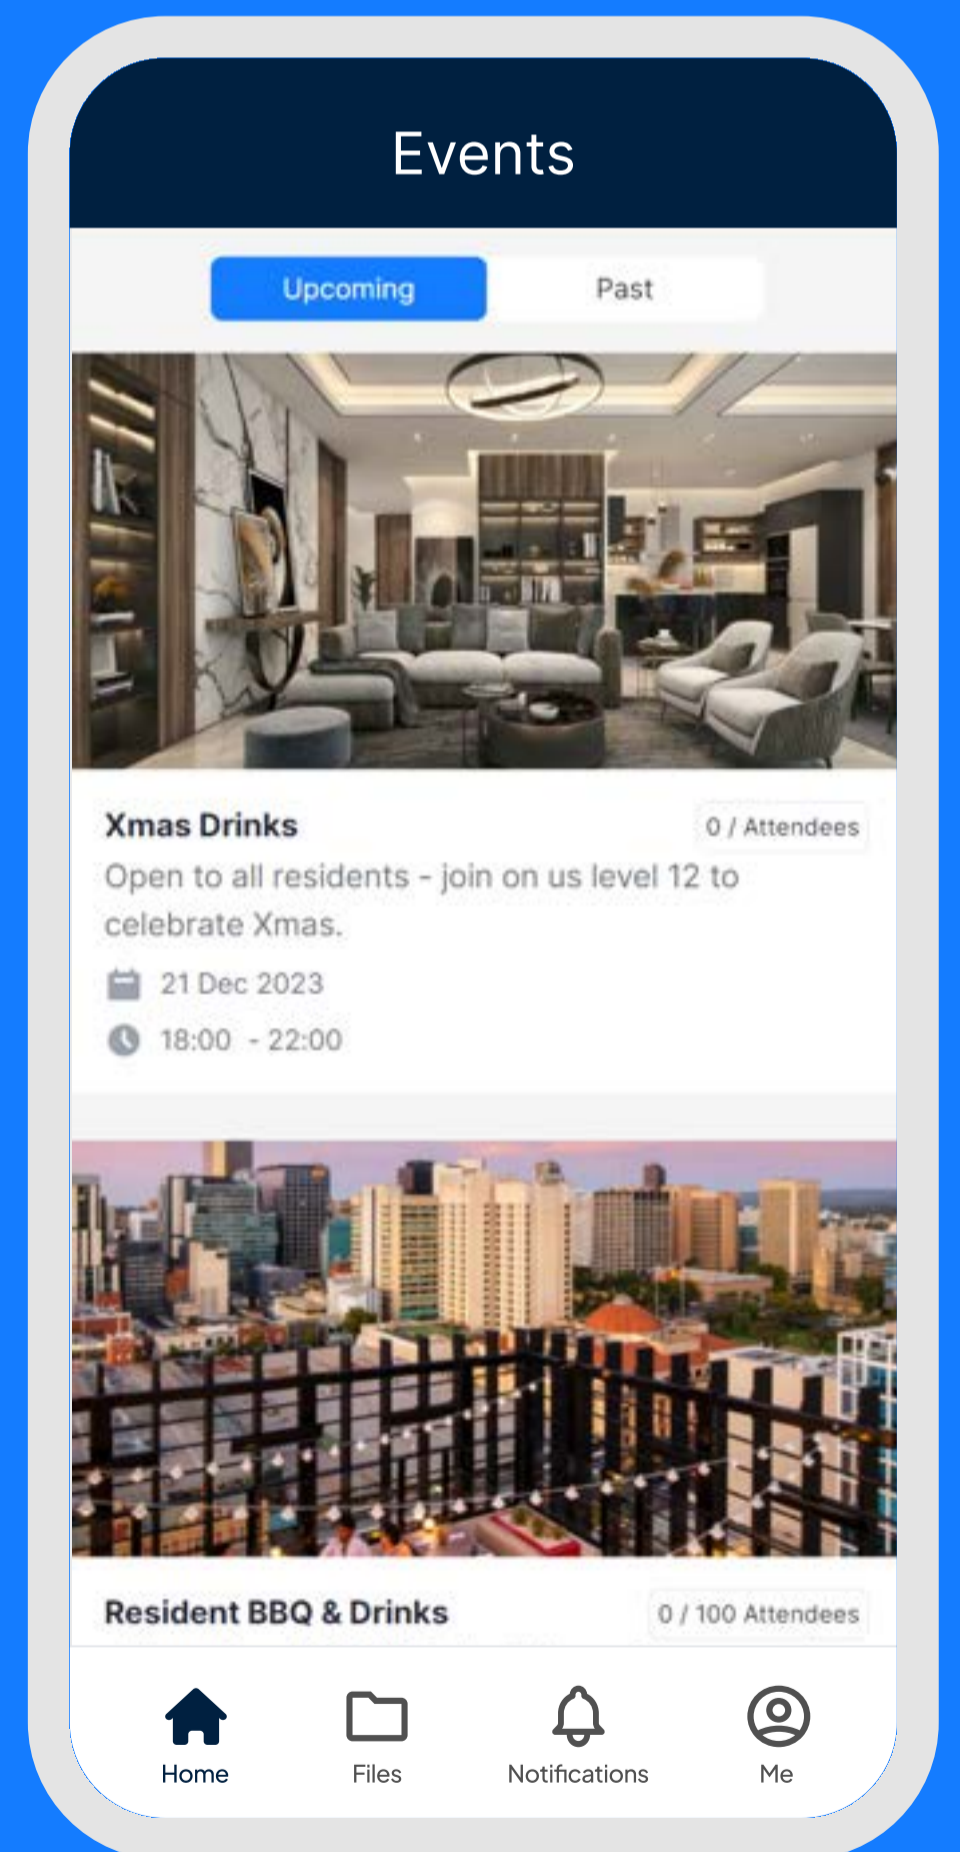 Events
Upcoming
Past
Xmas Drinks
0 / Attendees
Open to all residents - join on us level 12 to
celebrate Xmas.
21 Dec 2023
18:00 - 22:00
Resident BBQ & Drinks
0 / 100 Attendees
Home
Files
Notifications
Me